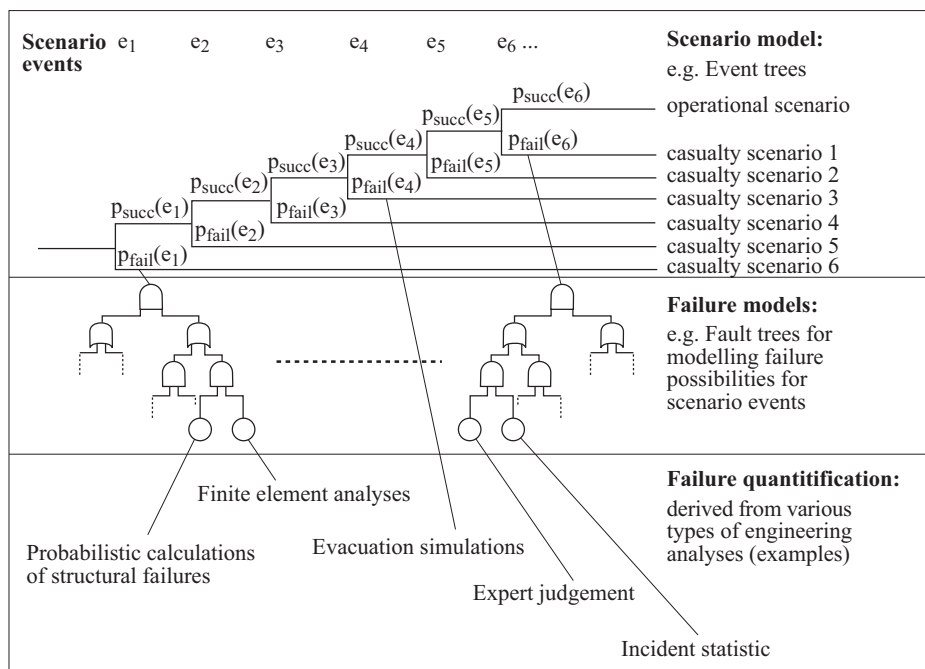 Scenario events e1 e2 e3 e4 e5 e6 ...
Scenario model:
e.g. Event trees
psucc(e6)
operational scenario
psucc(e5)
pfail(e6)
psucc(e4)
casualty scenario 1
psucc(e3)
pfail(e5)
casualty scenario 2
psucc(e2)
pfail(e4)
casualty scenario 3
psucc(e1)
pfail(e3)
casualty scenario 4
pfail(e2)
casualty scenario 5
pfail(e1)
casualty scenario 6
Failure models:
e.g. Fault trees for
modelling failure
possibilities for
scenario events
Failure quantitification:
derived from various
types of engineering
analyses (examples)
Finite element analyses
Probabilistic calculations
of structural failures
Evacuation simulations
Expert judgement
Incident statistic